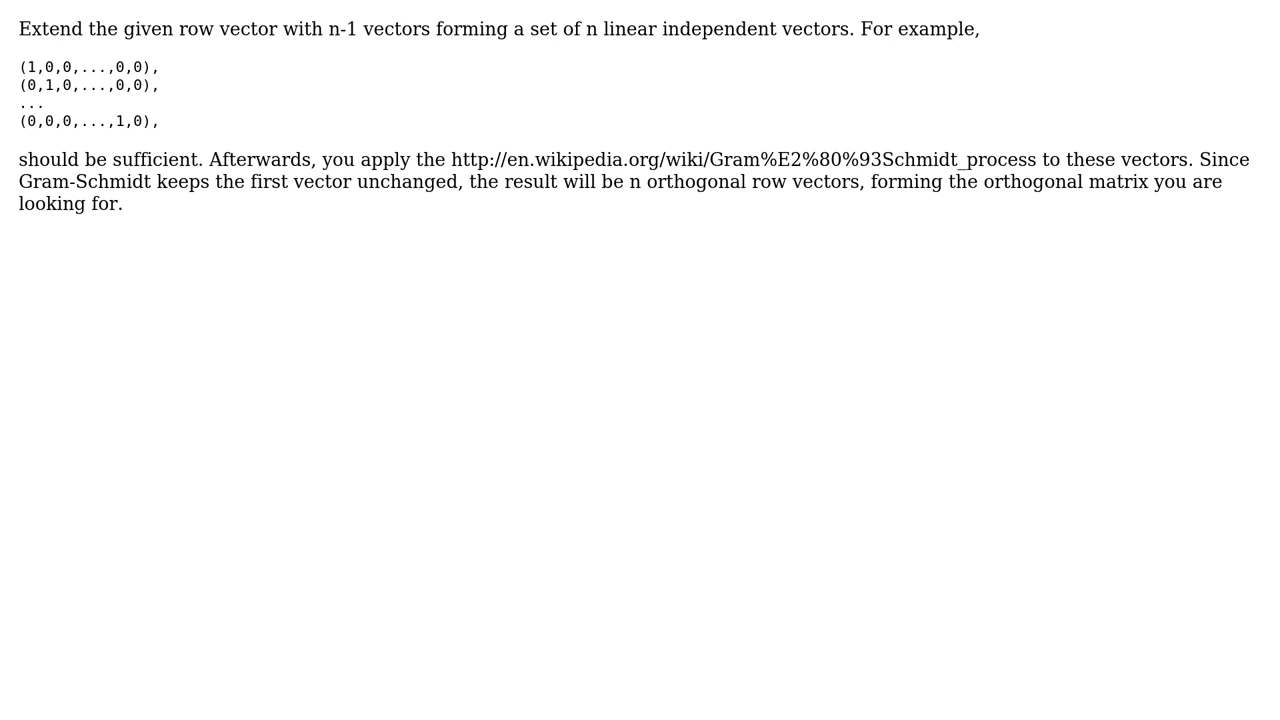 Extend the given row vector with n-1 vectors forming a set of n linear independent vectors. For example,
(1,0,0,...,0,0),
(0,1,0,...,0,0),
...
(0,0,0,...,1,0),
should be sufficient. Afterwards, you apply the http://en.wikipedia.org/wiki/Gram%E2%80%93Schmidt_process to these vectors. Since
Gram-Schmidt keeps the first vector unchanged, the result will be n orthogonal row vectors, forming the orthogonal matrix you are
looking for.